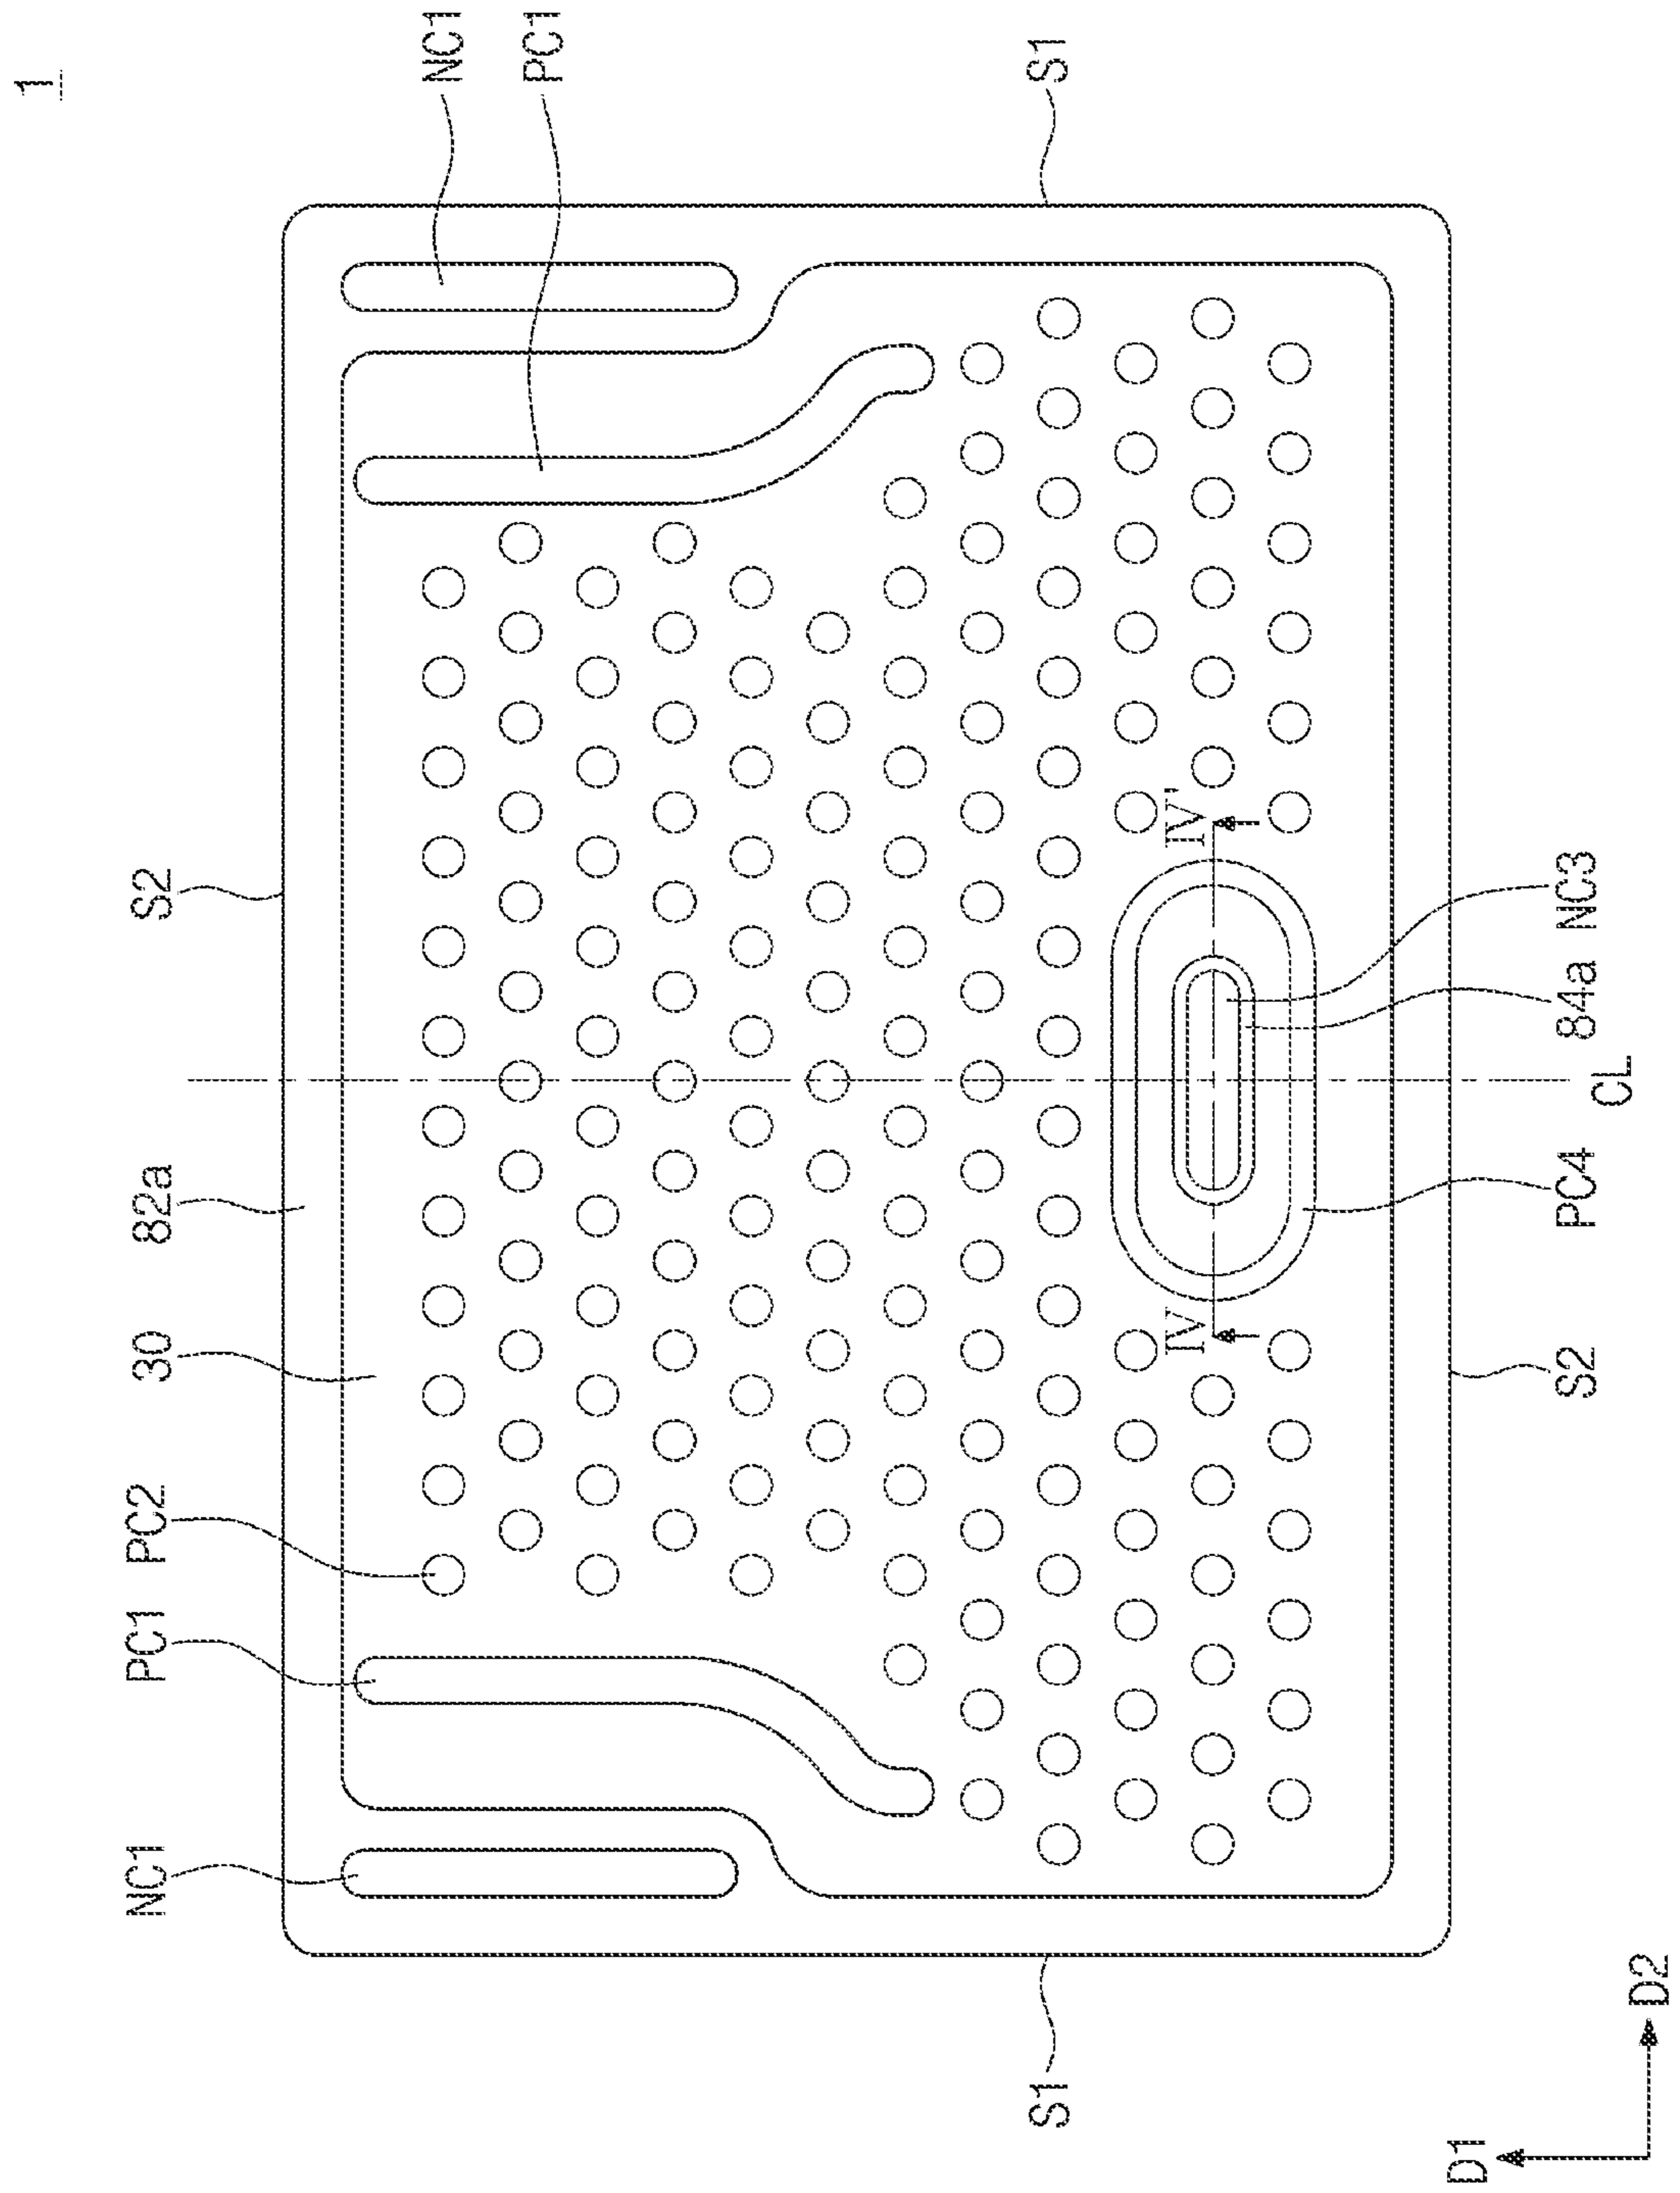 1
NC1 PC1 PC2 30 82a S2
NC1
PC1
S1 S1
IV IV'
D1
S2 PC4 84a NC3
CL
D2